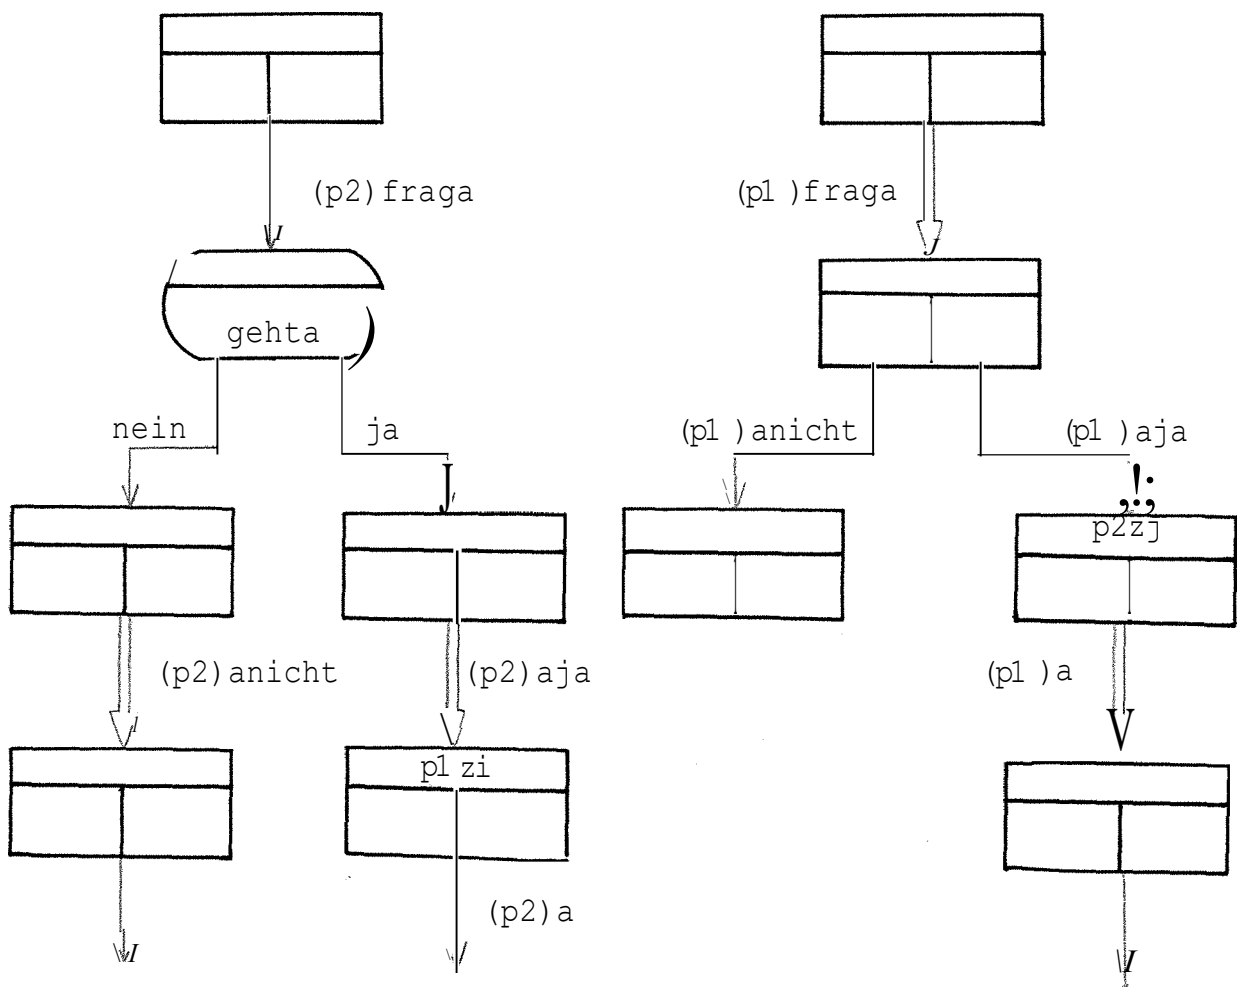 (p2)fraga
(p1 )fraga
gehta
nein
ja
(p1 )anicht
(p1 )aja
p2zj
(p2)anicht
(p2)aja
(p1 )a
p1 zi
(p2)a